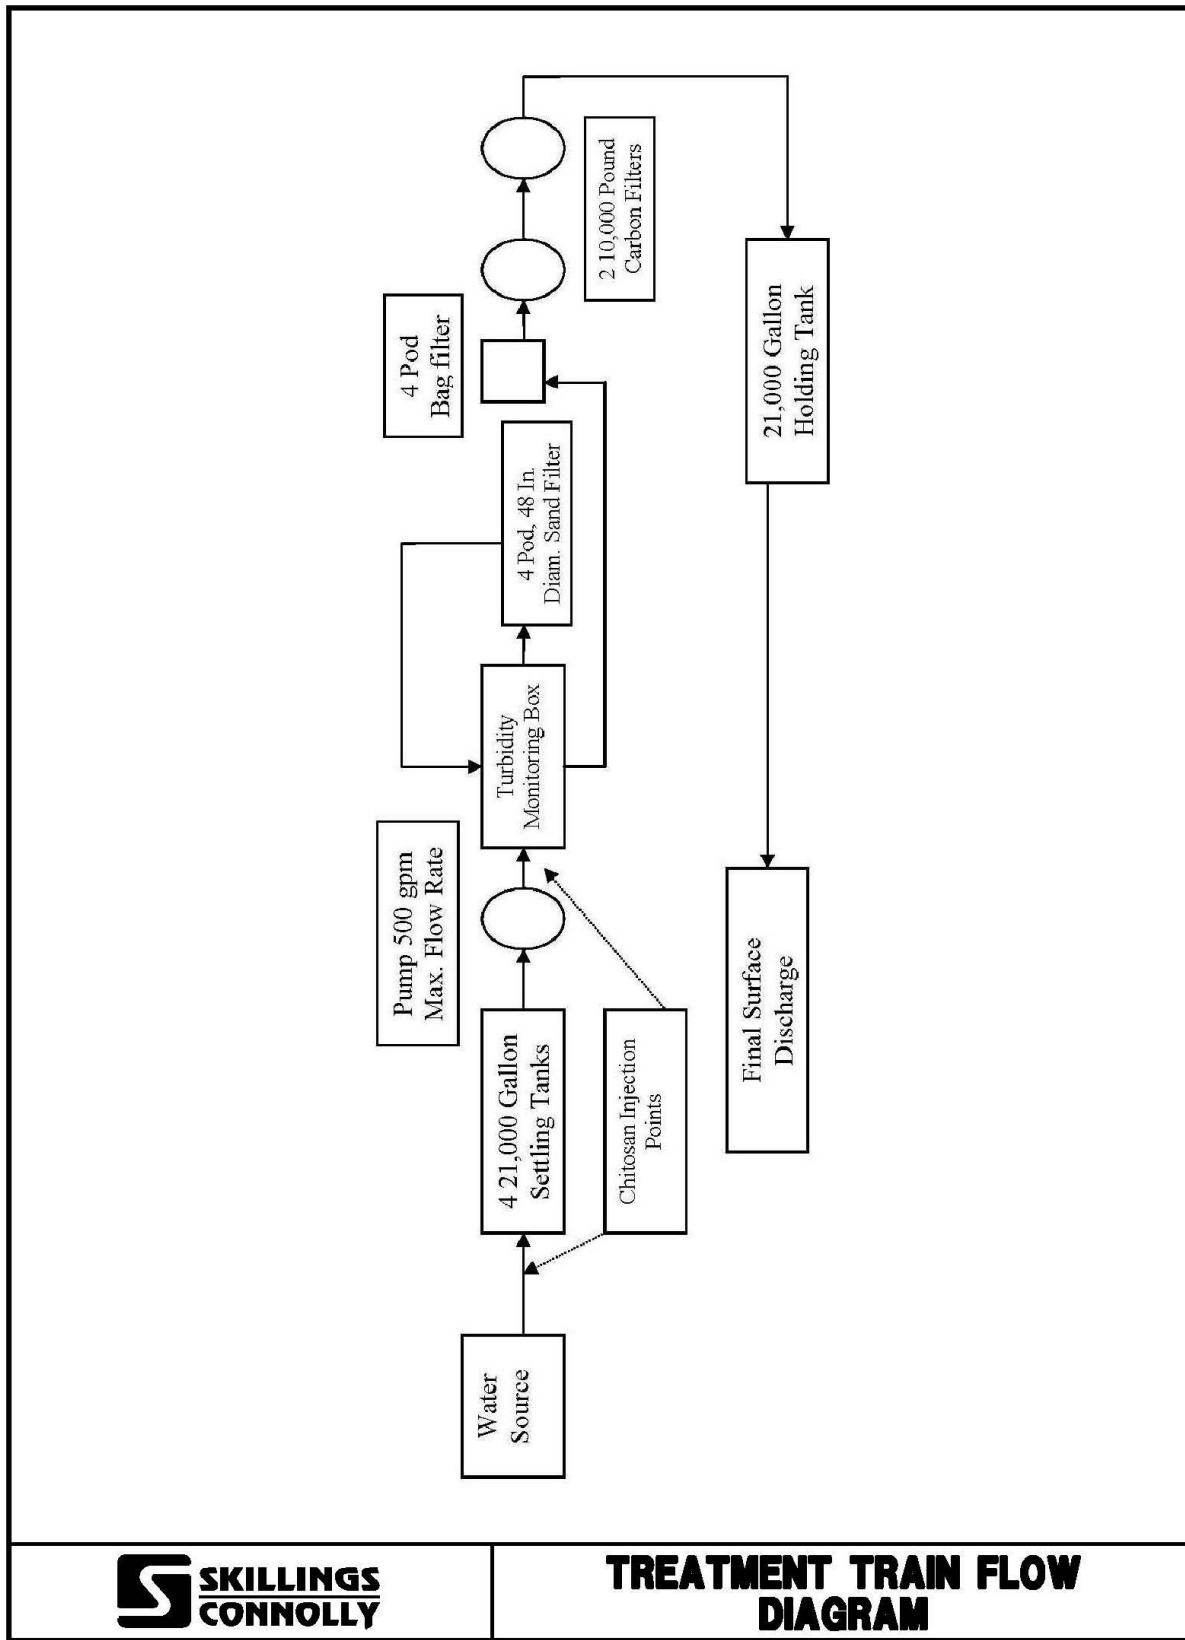 Water
Source
4 21,000 Gallon
Settling Tanks
Chitosan Injection
Points
Pump 500 gpm
Max. Flow Rate
Turbidity
Monitoring Box
4 Pod, 48 In.
Diam. Sand Filter
4 Pod
Bag filter
2 10,000 Pound
Carbon Filters
21,000 Gallon
Holding Tank
Final Surface
Discharge
SKILLINGS
CONNOLLY
TREATMENT TRAIN FLOW
DIAGRAM